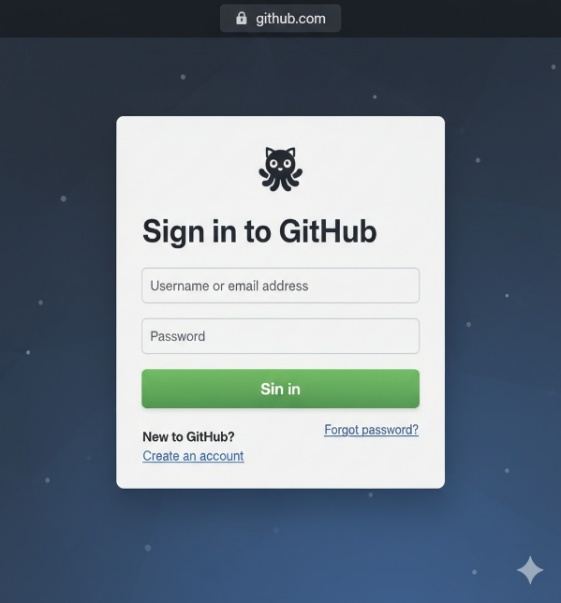 github.com
Sign in to GitHub
Username or email address
Password
Sin in
New to GitHub?
Forgot password?
Create an account